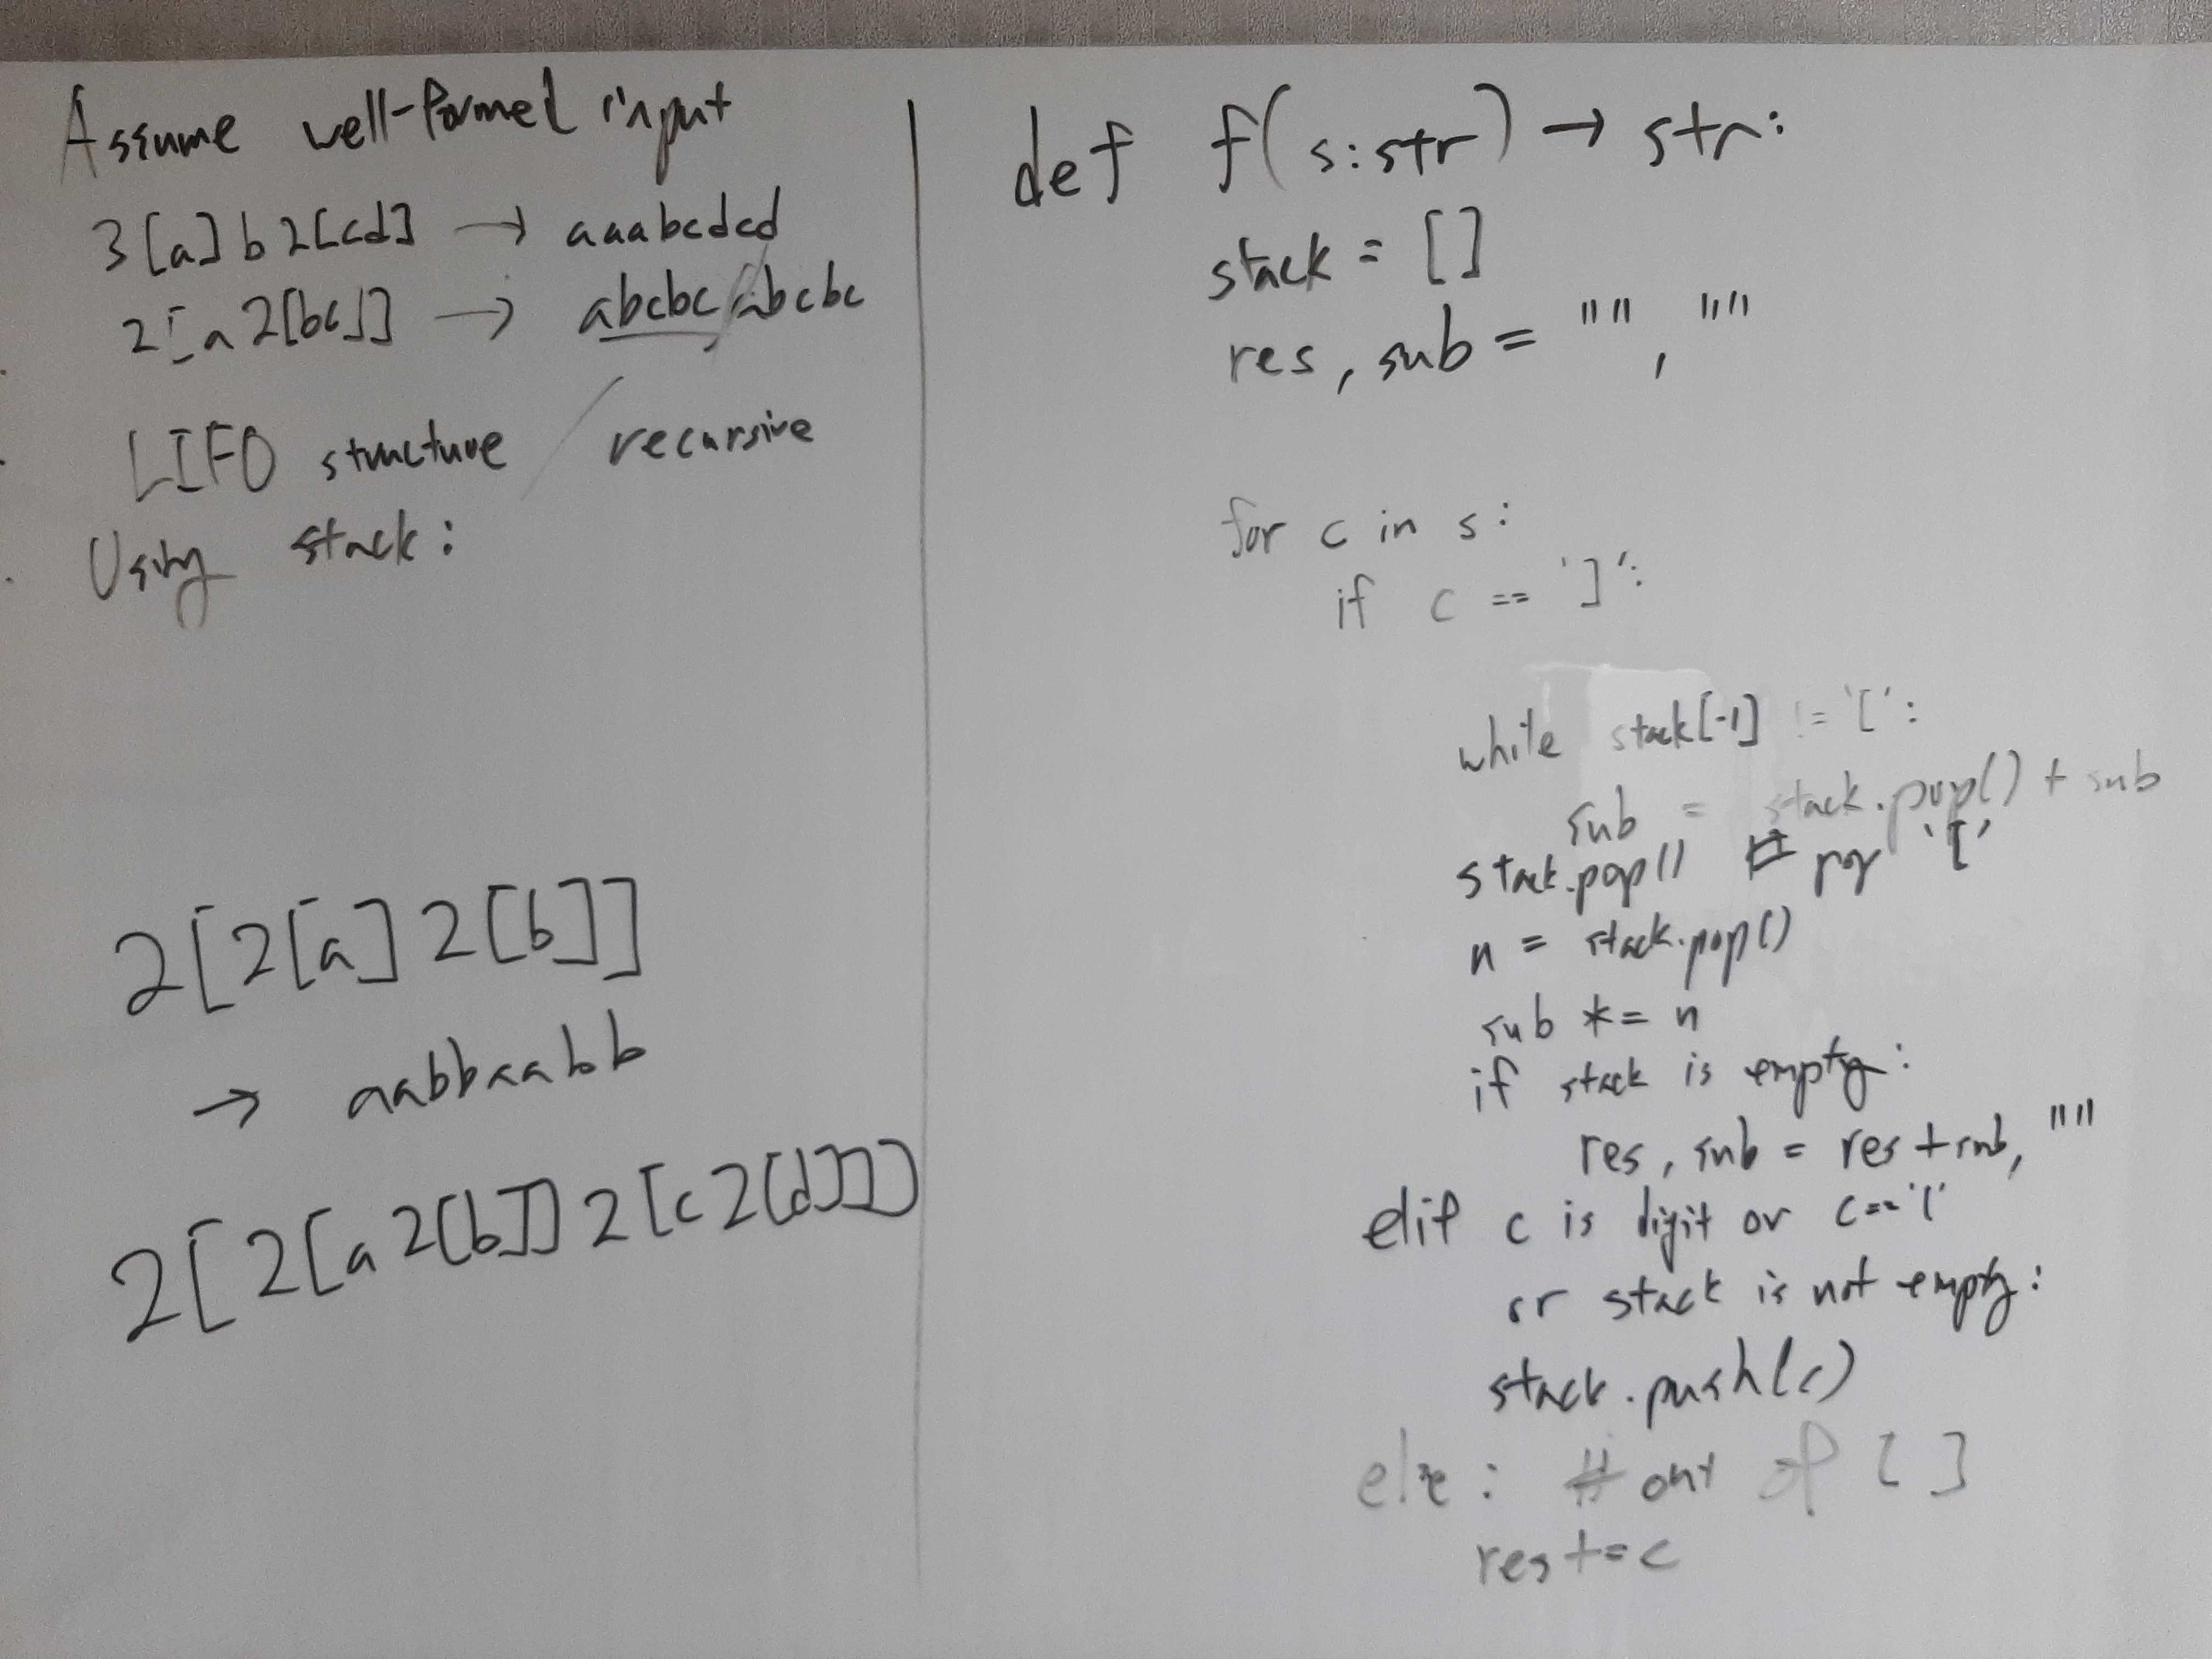 Assume well-formed input
3[a]b2[cd] → aaabcdcd
2[a2[bc]] → abcbcabcbc
LIFO structure / recursive
Using stack:
2[2[a]2[b]]
→ aabbaabb
2[2[a2[b]]2[c2[d]]]
def f(s:str) → str:
stack = []
res, sub = "", ""
for c in s:
if c == ']':
while stack[-1] != '[':
sub = stack.pop() + sub
stack.pop() # pop '['
n = stack.pop()
sub *= n
if stack is empty:
res, sub = res + sub, ""
elif c is digit or c=='['
or stack is not empty:
stack.push(c)
else: # out of []
res+=c